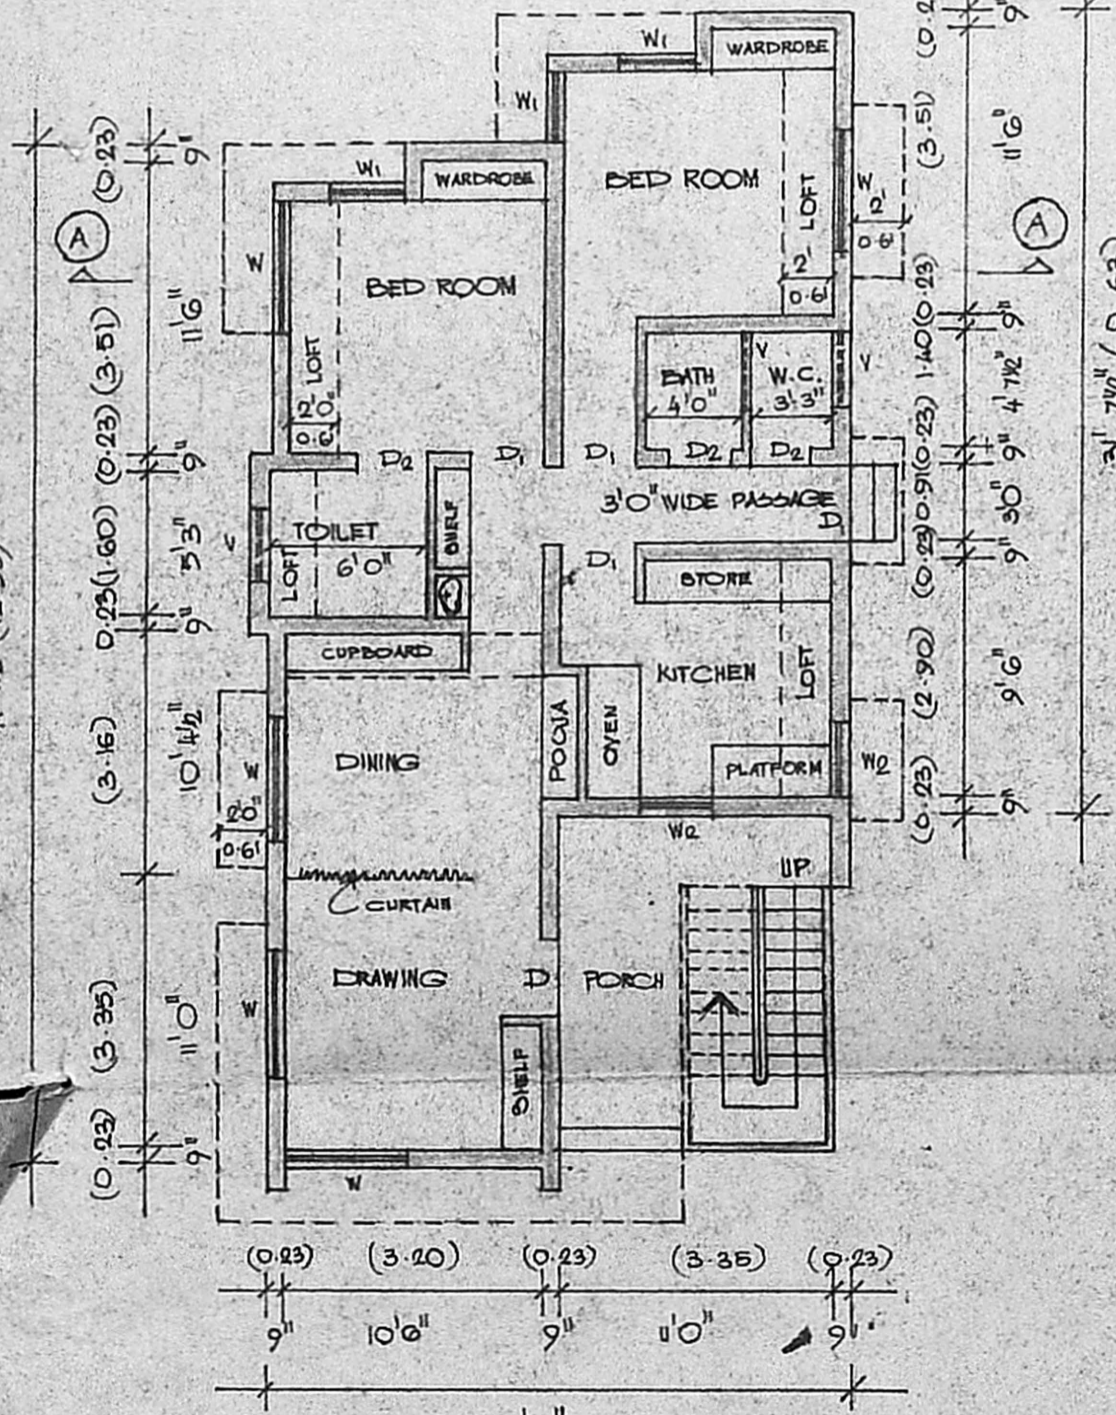 W1
WARDROBE
(0.2
9"
W1
BED ROOM
LOFT
W
2'
0.61
2'
0.61
(3.51)
11'6"
(0.23)
9"
A
A
W1
WARDROBE
W
BED ROOM
LOFT
2'0"
11'6"
(3.51)
(0.23)
9"
(0.23)
9"
1.40
4'7½"
BATH
4'0"
V
W.C.
3'3"
V
D2
D1
D1
D2
D2
(0.23)
9"
3'0" WIDE PASSAGE
D
(0.91)
3'0"
V
TOILET
LOFT
6'0"
SHELF
5'3"
(1.60)
0.23
9"
D1
STORE
(0.23)
9"
CUPBOARD
KITCHEN
LOFT
(2.90)
9'6"
POOJA
OVEN
PLATFORM
W2
(0.23)
9"
DINING
W
2'0"
0.61
(3.16)
10'4½"
W2
UP
CURTAIN
DRAWING
D
PORCH
W
(3.35)
11'0"
SHELF
(0.23)
9"
W
(0.23) (3.20) (0.23) (3.35) (0.23)
9" 10'6" 9" 11'0" 9"